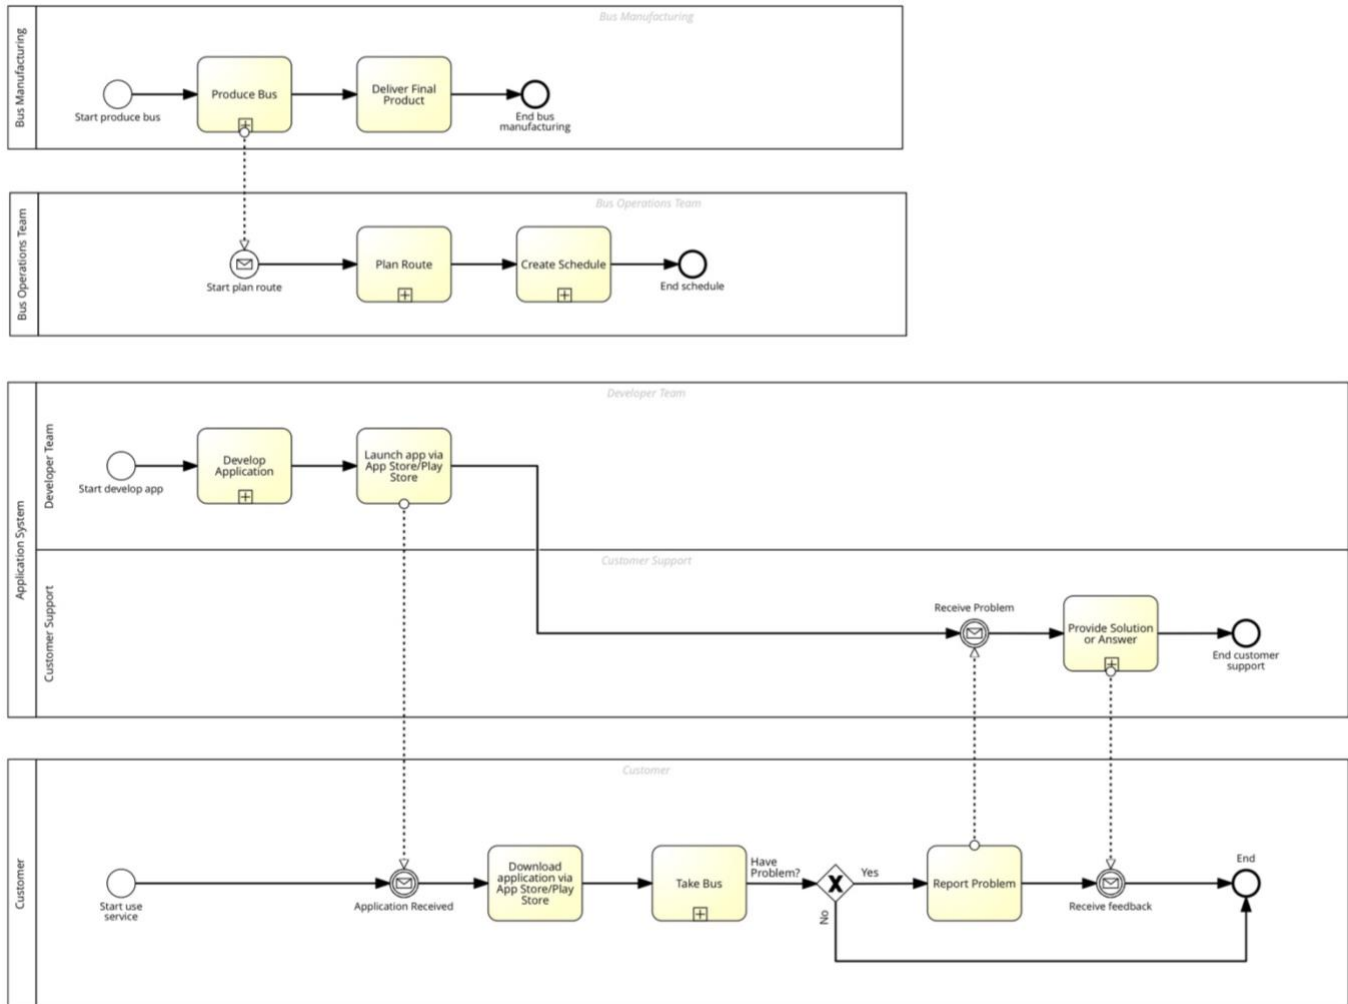 Bus Manufacturing
Bus Manufacturing
Start produce bus
Produce Bus
Deliver Final
Product
End bus
manufacturing
Bus Operations Team
Bus Operations Team
Start plan route
Plan Route
Create Schedule
End schedule
Application System
Developer Team
Developer Team
Start develop app
Develop
Application
Launch app via
App Store/Play
Store
Customer Support
Customer Support
Receive Problem
Provide Solution
or Answer
End customer
support
Customer
Customer
Start use
service
Application Received
Download
application via
App Store/Play
Store
Take Bus
Have
Problem?
Yes
No
Report Problem
Receive feedback
End